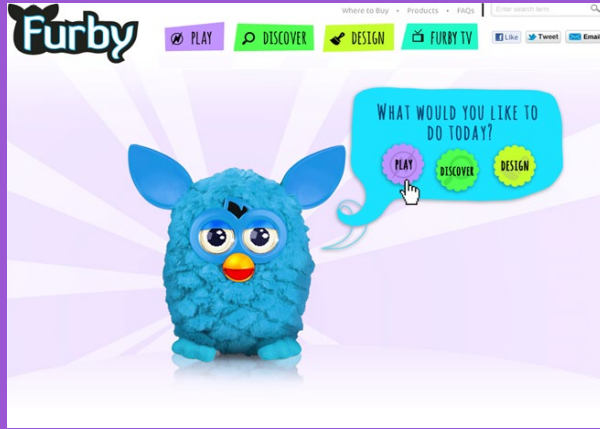 Where to Buy • Products • FAQs
Enter search term
Furby
PLAY
DISCOVER
DESIGN
FURBY TV
Like
Tweet
Email
WHAT WOULD YOU LIKE TO
DO TODAY?
PLAY
DISCOVER
DESIGN